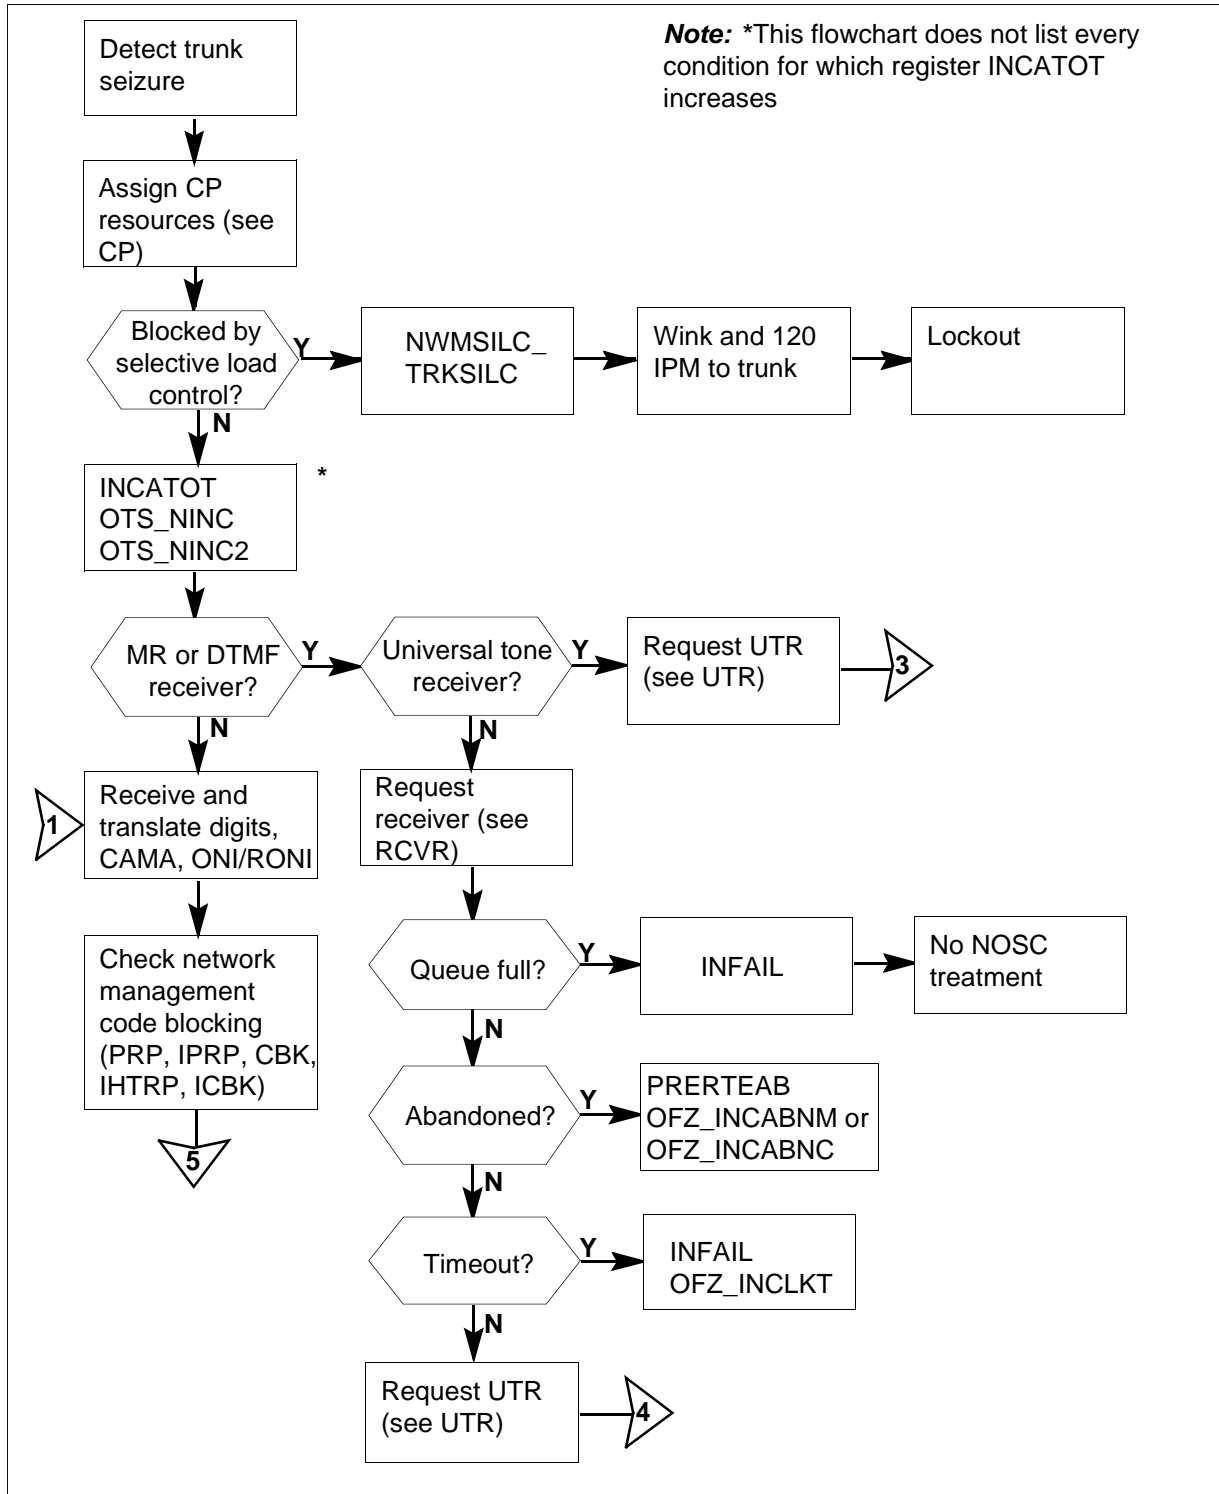 Detect trunk
seizure
Note: *This flowchart does not list every
condition for which register INCATOT
increases
Assign CP
resources (see
CP)
Blocked by
selective load
control?
Y
NWMSILC_
TRKSILC
Wink and 120
IPM to trunk
Lockout
N
INCATOT
OTS_NINC
OTS_NINC2
*
MR or DTMF
receiver?
Y
Universal tone
receiver?
Y
Request UTR
(see UTR)
3
N
N
1
Receive and
translate digits,
CAMA, ONI/RONI
Request
receiver (see
RCVR)
Check network
management
code blocking
(PRP, IPRP, CBK,
IHTRP, ICBK)
5
Queue full?
Y
INFAIL
No NOSC
treatment
N
Abandoned?
Y
PRERTEAB
OFZ_INCABNM or
OFZ_INCABNC
N
Timeout?
Y
INFAIL
OFZ_INCLKT
N
Request UTR
(see UTR)
4